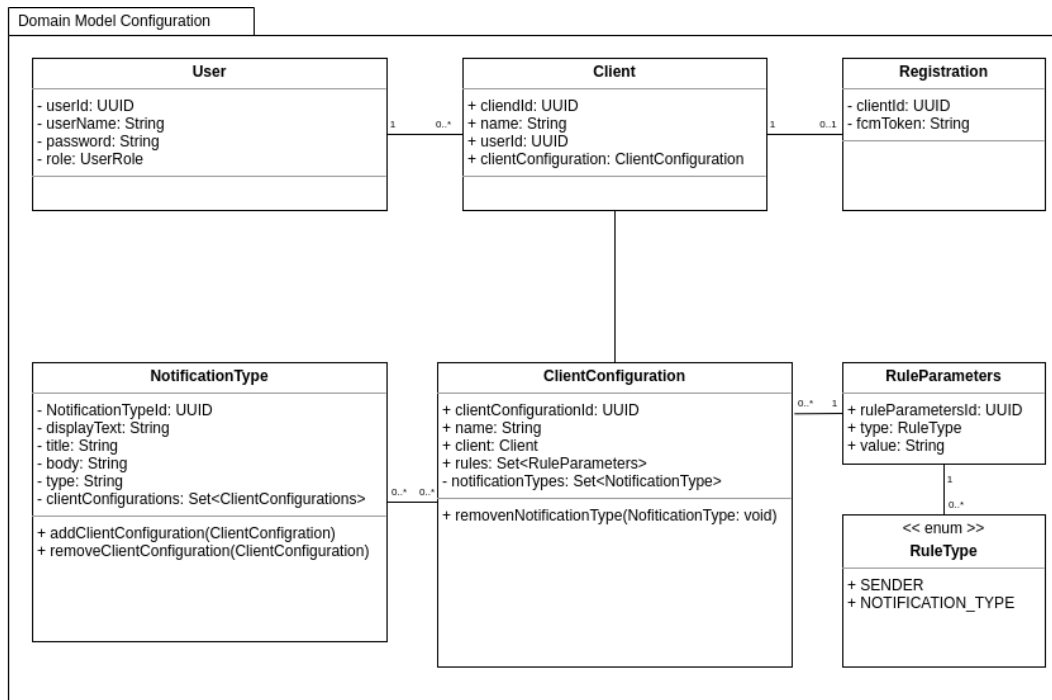 Domain Model Configuration
User
- userId: UUID
- userName: String
- password: String
- role: UserRole
1
0..*
Client
+ cliendId: UUID
+ name: String
+ userId: UUID
+ clientConfiguration: ClientConfiguration
1
0..1
Registration
- clientId: UUID
- fcmToken: String
NotificationType
- NotificationTypeId: UUID
- displayText: String
- title: String
- body: String
- type: String
- clientConfigurations: Set<ClientConfigurations>
+ addClientConfiguration(ClientConfigration)
+ removeClientConfiguration(ClientConfiguration)
0..*
0..*
ClientConfiguration
+ clientConfigurationId: UUID
+ name: String
+ client: Client
+ rules: Set<RuleParameters>
- notificationTypes: Set<NotificationType>
+ removenNotificationType(NofiticationType: void)
0..*
1
RuleParameters
+ ruleParametersId: UUID
+ type: RuleType
+ value: String
1
0..*
<< enum >>
RuleType
+ SENDER
+ NOTIFICATION_TYPE